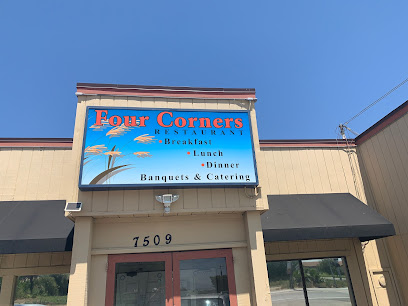 Four Corners
RESTAURANT
• Breakfast
• Lunch
• Dinner
Banquets & Catering
7509